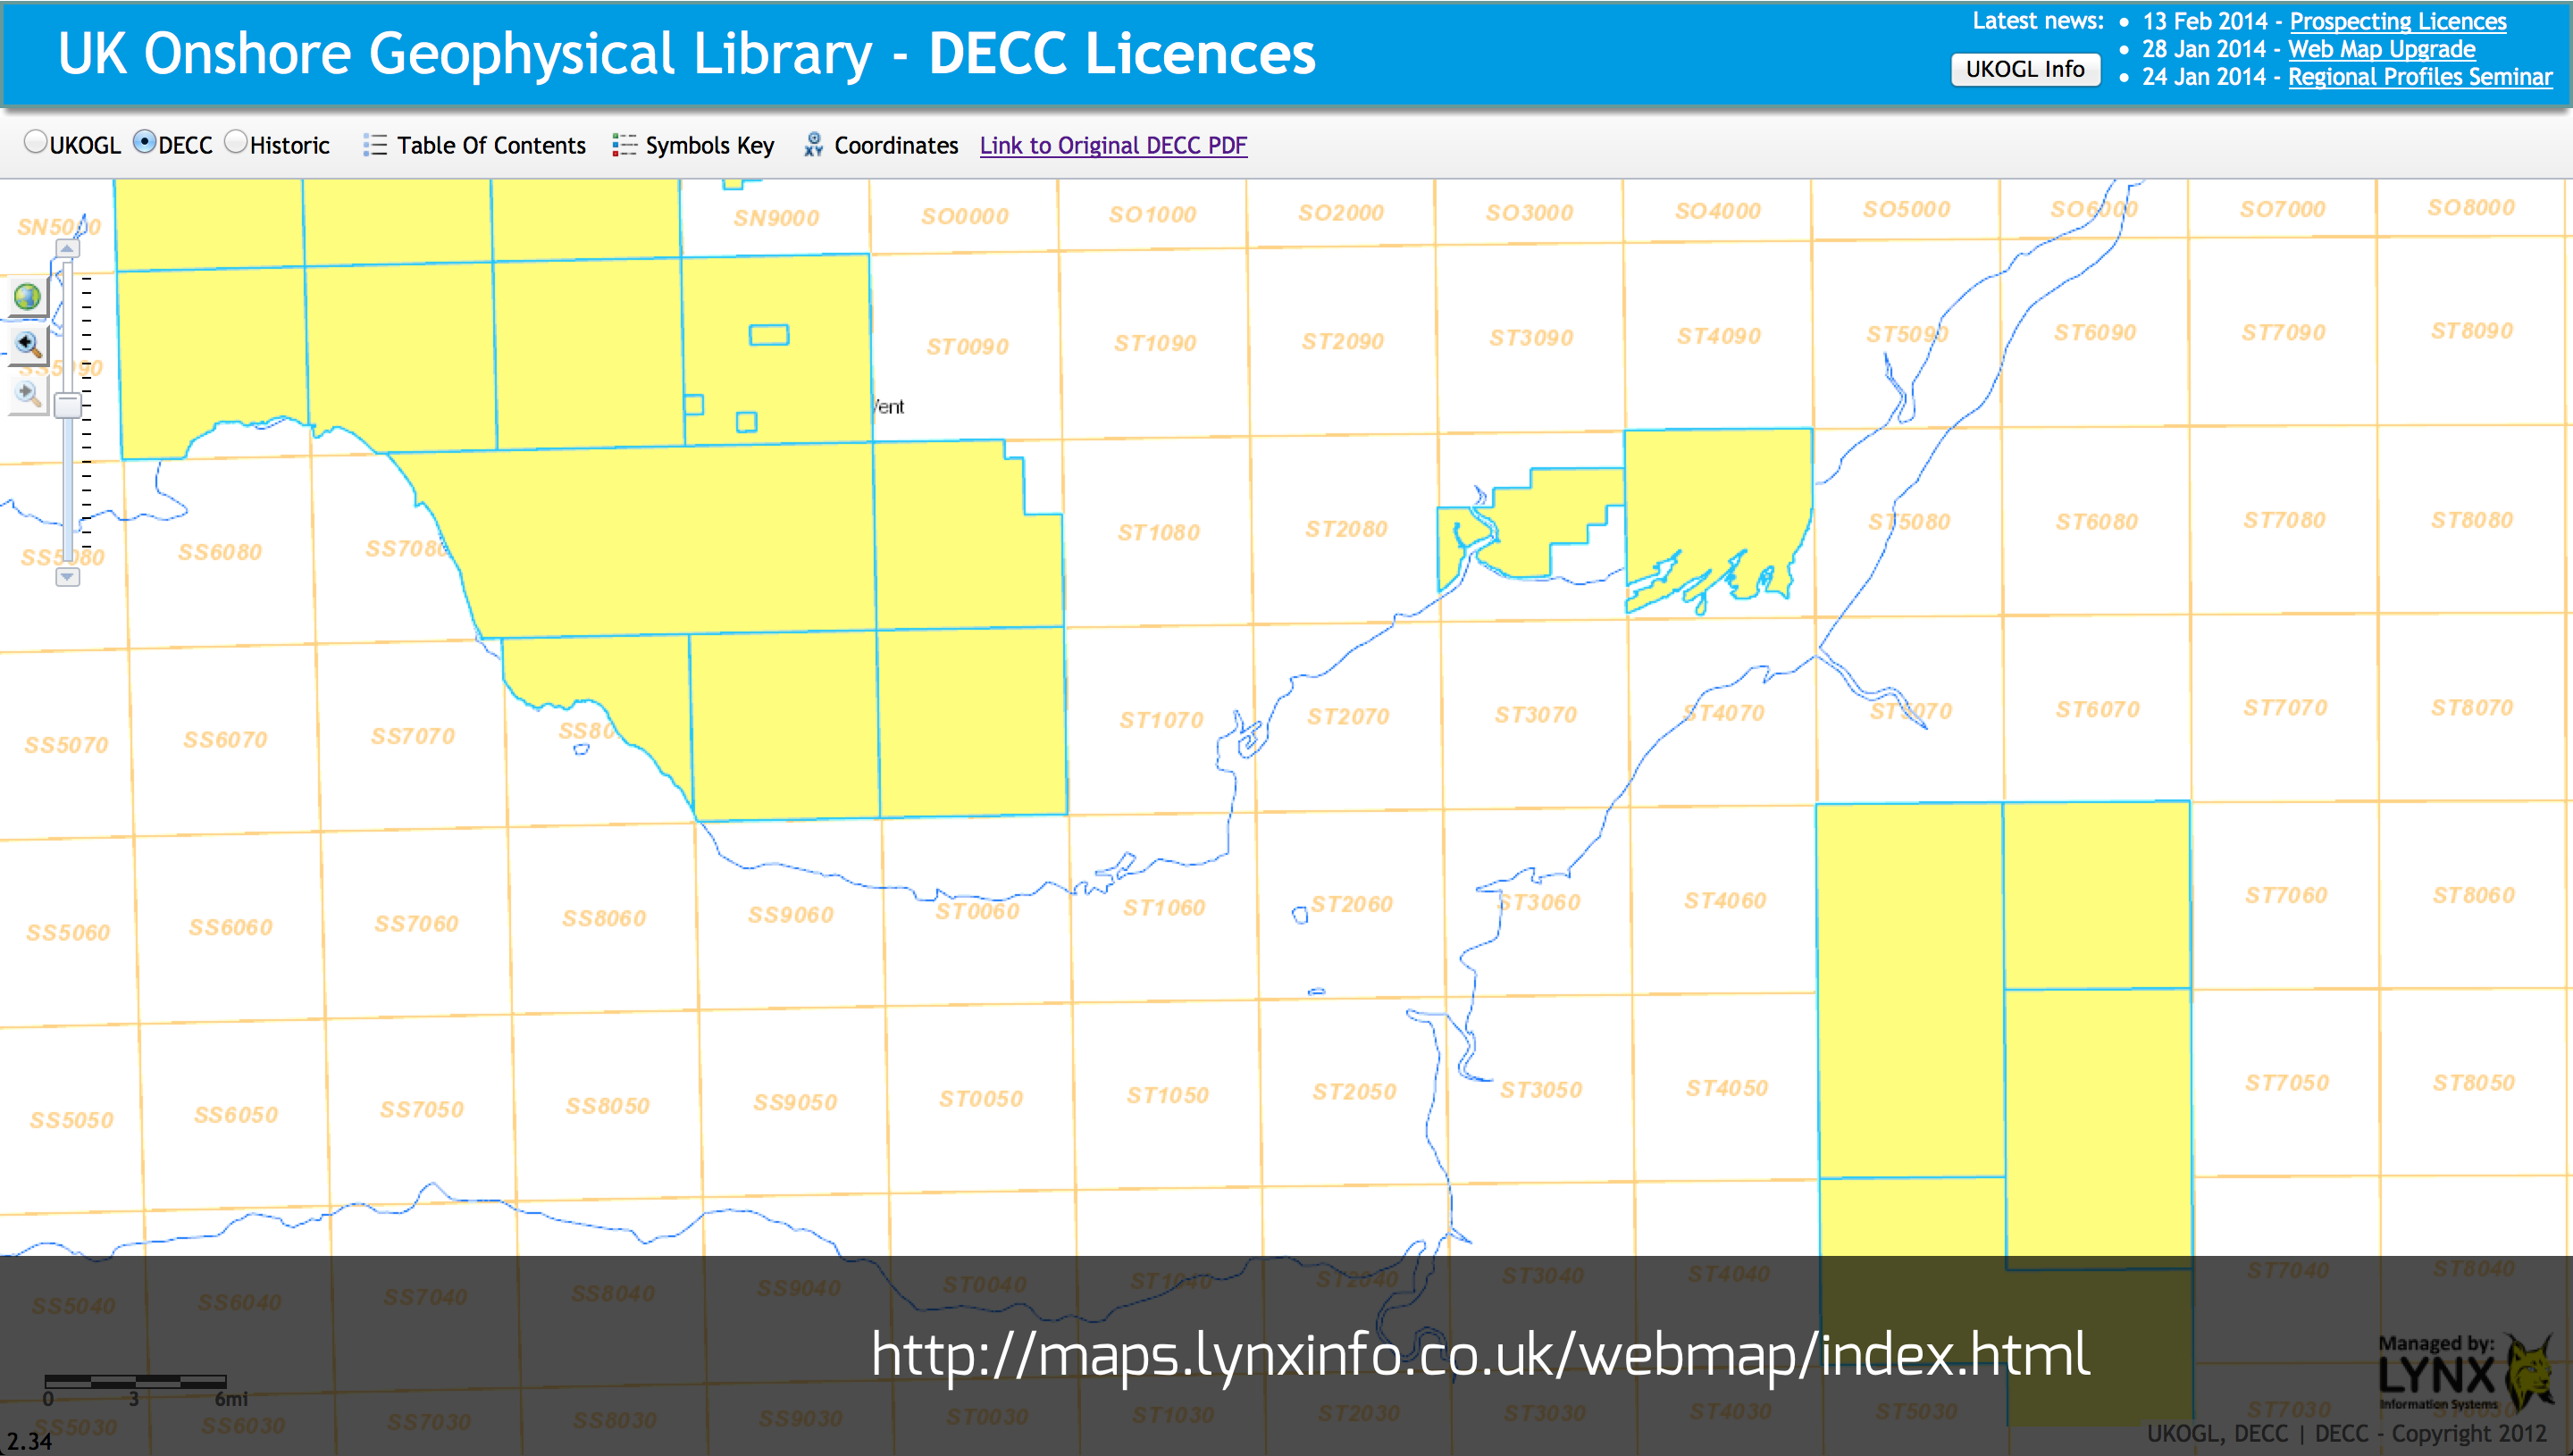 UK Onshore Geophysical Library - DECC Licences
Latest news:
• 13 Feb 2014 - Prospecting Licences
• 28 Jan 2014 - Web Map Upgrade
• 24 Jan 2014 - Regional Profiles Seminar
UKOGL Info
UKOGL DECC Historic Table Of Contents Symbols Key Coordinates Link to Original DECC PDF
SN9000 SO0000 SO1000 SO2000 SO3000 SO4000 SO5000 SO6000 SO7000 SO8000
ST0090 ST1090 ST2090 ST3090 ST4090 ST5090 ST6090 ST7090 ST8090
Vent
SS5080 SS6080 SS7080 ST1080 ST2080 ST5080 ST6080 ST7080 ST8080
SS5070 SS6070 SS7070 SS80 ST1070 ST2070 ST3070 ST4070 ST5070 ST6070 ST7070 ST8070
SS5060 SS6060 SS7060 SS8060 SS9060 ST0060 ST1060 ST2060 ST3060 ST4060 ST7060 ST8060
SS5050 SS6050 SS7050 SS8050 SS9050 ST0050 ST1050 ST2050 ST3050 ST4050 ST7050 ST8050
SS5040 SS6040 SS7040 SS8040 SS9040 ST0040 ST1040 ST2040 ST3040 ST4040 ST7040 ST8040
http://maps.lynxinfo.co.uk/webmap/index.html
Managed by:
LYNX
Information Systems
0 3 6mi
SS5030 SS6030 SS7030 SS8030 SS9030 ST0030 ST1030 ST2030 ST3030 ST4030 ST5030 ST7030
2.34
UKOGL, DECC | DECC - Copyright 2012